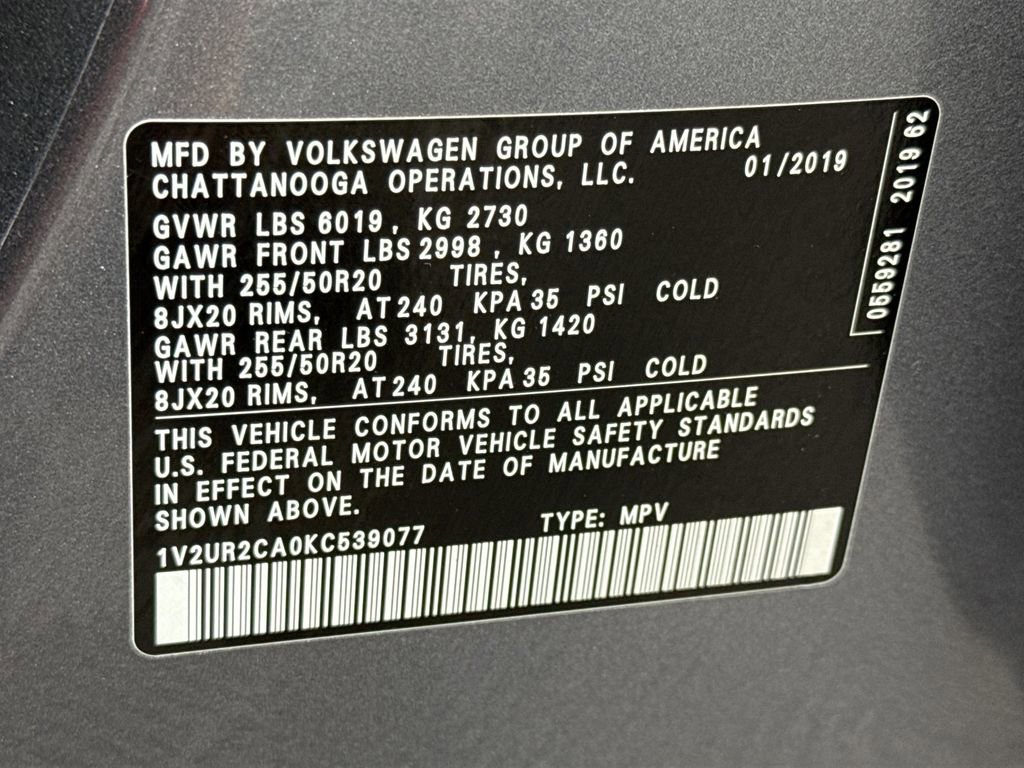 MFD BY VOLKSWAGEN GROUP OF AMERICA
CHATTANOOGA OPERATIONS, LLC. 01/2019
GVWR LBS 6019, KG 2730
GAWR FRONT LBS 2998, KG 1360
WITH 255/50R20 TIRES,
8JX20 RIMS, AT 240 KPA 35 PSI COLD
GAWR REAR LBS 3131, KG 1420
WITH 255/50R20 TIRES,
8JX20 RIMS, AT 240 KPA 35 PSI COLD
THIS VEHICLE CONFORMS TO ALL APPLICABLE
U.S. FEDERAL MOTOR VEHICLE SAFETY STANDARDS
IN EFFECT ON THE DATE OF MANUFACTURE
SHOWN ABOVE.
1V2UR2CA0KC539077 TYPE: MPV
0559281 2019 62